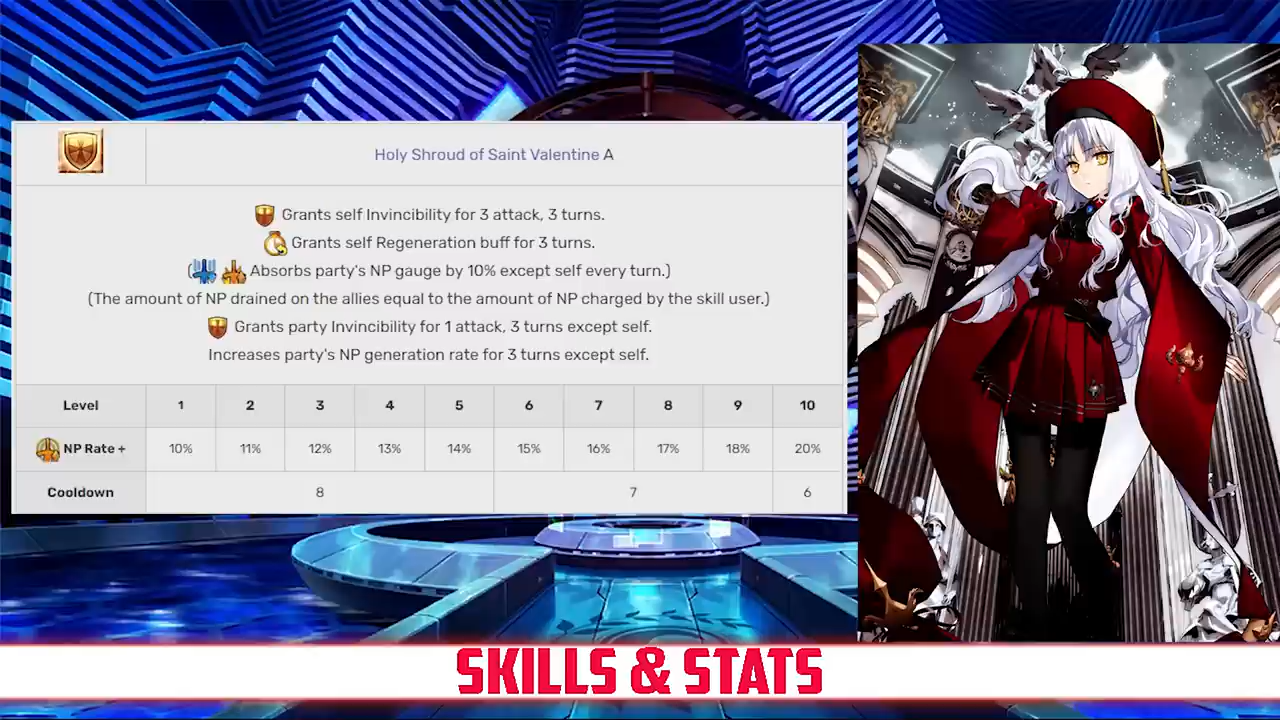 Holy Shroud of Saint Valentine A
Grants self Invincibility for 3 attack, 3 turns.
Grants self Regeneration buff for 3 turns.
( Absorbs party's NP gauge by 10% except self every turn.)
(The amount of NP drained on the allies equal to the amount of NP charged by the skill user.)
Grants party Invincibility for 1 attack, 3 turns except self.
Increases party's NP generation rate for 3 turns except self.
Level 1 2 3 4 5 6 7 8 9 10
NP Rate + 10% 11% 12% 13% 14% 15% 16% 17% 18% 20%
Cooldown 8 7 6
SKILLS & STATS